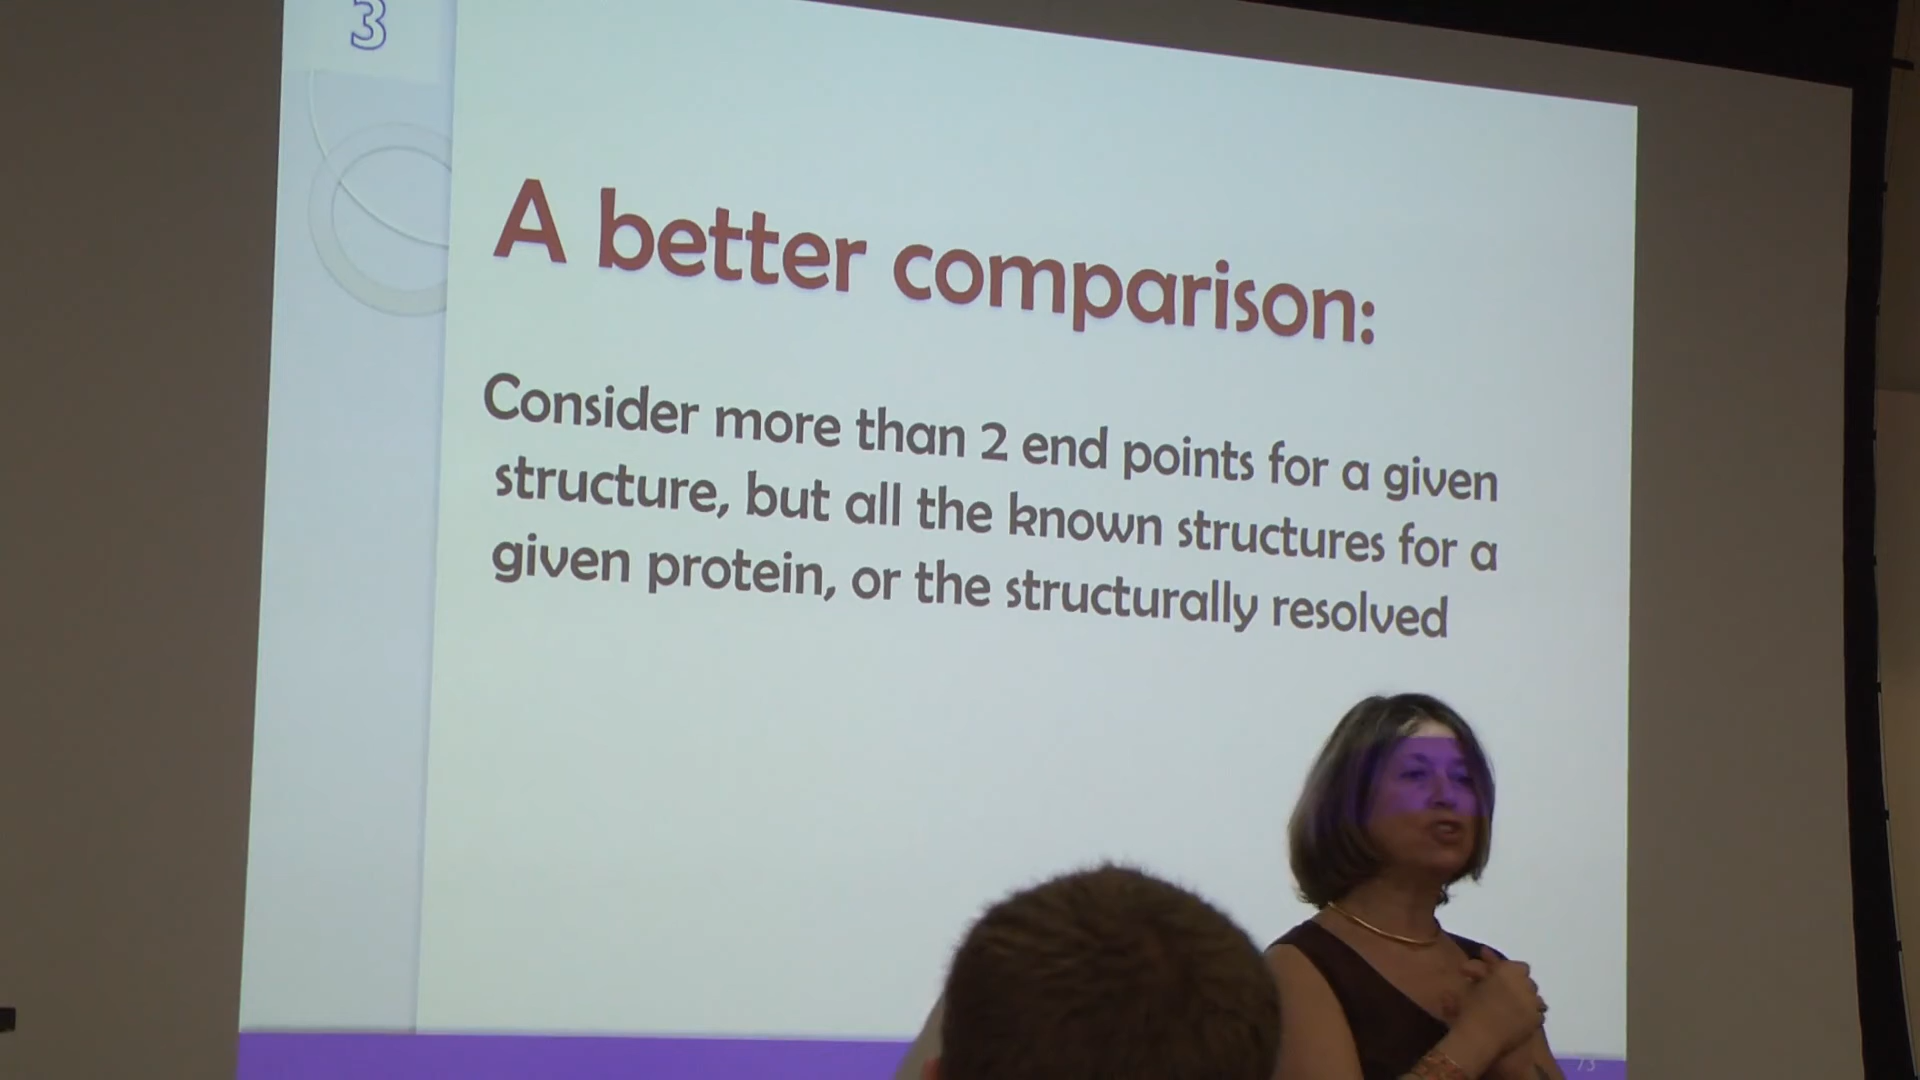 3
A better comparison:
Consider more than 2 end points for a given
structure, but all the known structures for a
given protein, or the structurally resolved
73